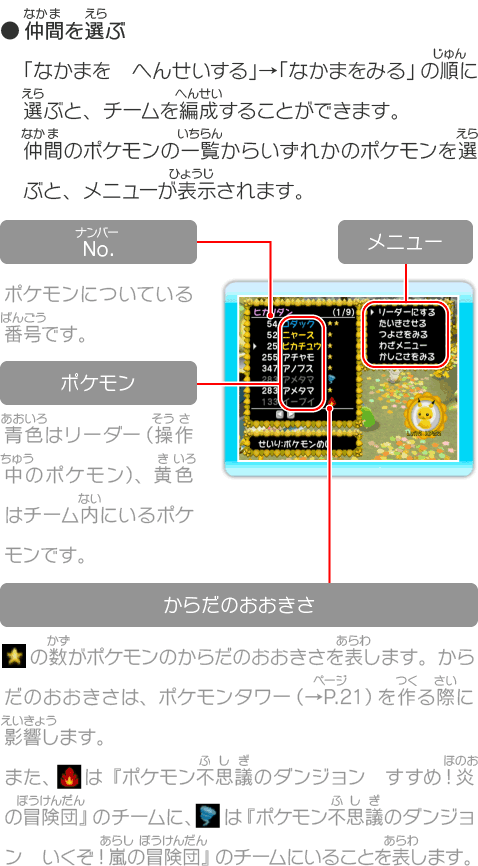 ● 仲間を選ぶ
なかま えら
「なかまを　へんせいする」→「なかまをみる」の順に
じゅん
選ぶと、チームを編成することができます。
えら へんせい
仲間のポケモンの一覧からいずれかのポケモンを選
なかま いちらん えら
ぶと、メニューが表示されます。
ひょうじ
ナンバー
No.
メニュー
ポケモンについている
番号です。
ばんごう
ポケモン
青色はリーダー（操作
あおいろ そうさ
中のポケモン）、黄色
ちゅう きいろ
はチーム内にいるポケ
ない
モンです。
(1/9)
54 コダック ★★
52 ニャース ★
25 ピカチュウ
255 アチャモ ★
347 アノプス ★
283 アメタマ
283 アメタマ ★
133 イーブイ
せいり:ポケモンめい
リーダーにする
たいきさせる
つよさをみる
わざメニュー
かしこさをみる
からだのおおきさ
の数がポケモンのからだのおおきさを表します。から
かず あらわ
だのおおきさは、ポケモンタワー（→P.21）を作る際に
ページ つく さい
影響します。
えいきょう
また、は『ポケモン不思議のダンジョン　すすめ！炎
ふしぎ ほのお
の冒険団』のチームに、は『ポケモン不思議のダンジョ
ぼうけんだん ふしぎ
ン　いくぞ！嵐の冒険団』のチームにいることを表します。
あらし ぼうけんだん あらわ